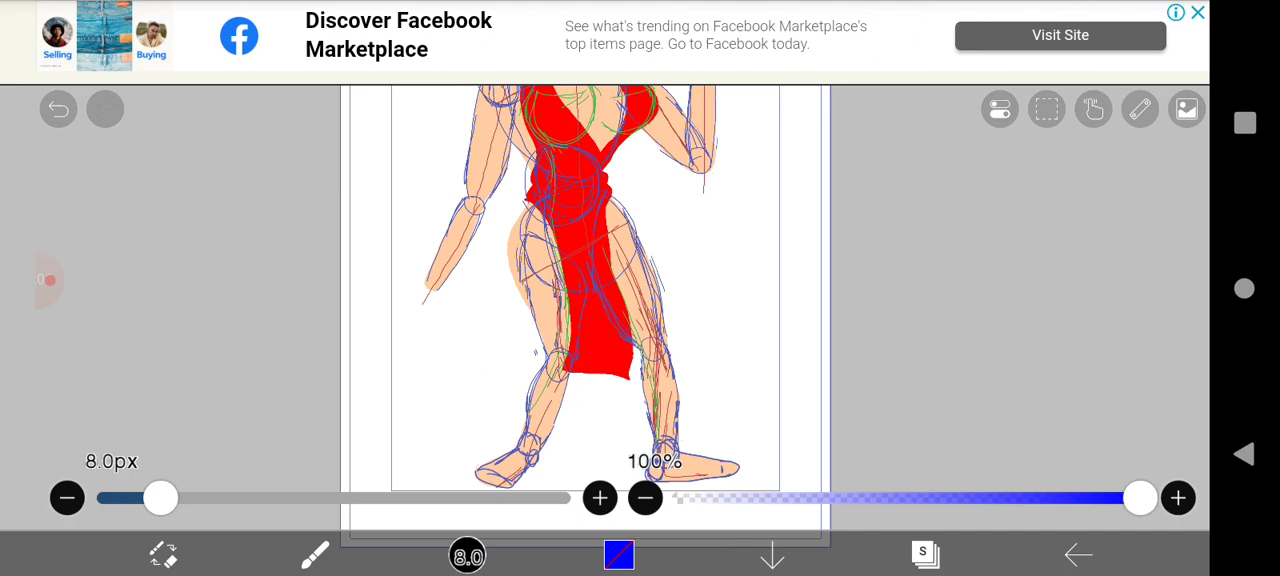 Discover Facebook
Marketplace
See what's trending on Facebook Marketplace's
top items page. Go to Facebook today.
Visit Site
Selling
Buying
8.0px
100%
8.0
S